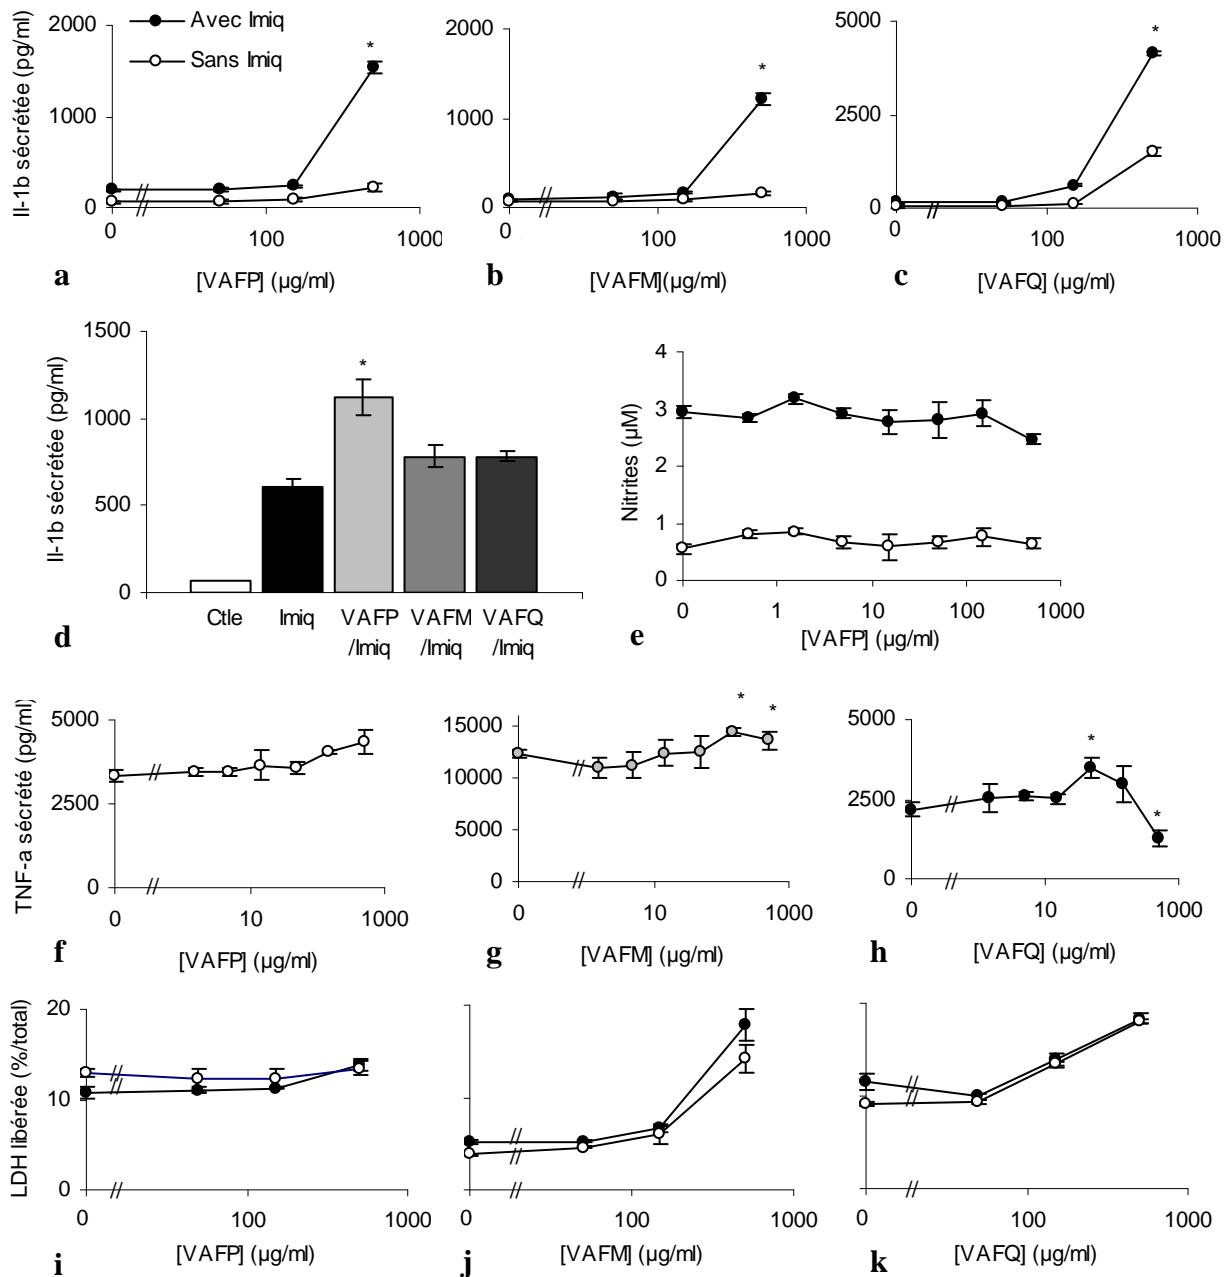 Avec Imiq
Sans Imiq
Il-1b sécrétée (pg/ml)
2000
1000
0
0
100
1000
a
[VAFP] (µg/ml)
2000
1000
0
0
100
1000
b
[VAFM](µg/ml)
5000
2500
0
0
100
1000
c
[VAFQ] (µg/ml)
*
*
*
Il-1b sécrétée (pg/ml)
1500
1000
500
0
*
Ctle
Imiq
VAFP
/Imiq
VAFM
/Imiq
VAFQ
/Imiq
d
Nitrites (µM)
4
3
2
1
0
0
1
10
100
1000
e
[VAFP] (µg/ml)
TNF-a sécrété (pg/ml)
5000
2500
0
0
10
1000
f
[VAFP] (µg/ml)
15000
10000
5000
0
*
*
0
10
1000
g
[VAFM] (µg/ml)
5000
2500
0
*
*
0
10
1000
h
[VAFQ] (µg/ml)
LDH libérée (%/total)
20
10
0
0
100
1000
i
[VAFP] (µg/ml)
0
100
1000
j
[VAFM] (µg/ml)
0
100
1000
k
[VAFQ] (µg/ml)